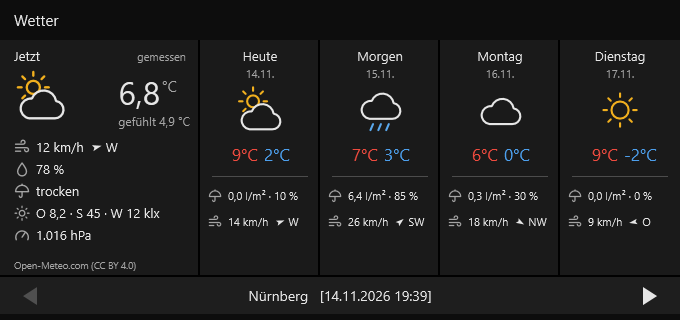 Wetter
Jetzt gemessen
6,8 °C
gefühlt 4,9 °C
12 km/h W
78 %
trocken
O 8,2 · S 45 · W 12 klx
1.016 hPa
Open-Meteo.com (CC BY 4.0)
Heute
14.11.
9°C 2°C
0,0 l/m² · 10 %
14 km/h W
Morgen
15.11.
7°C 3°C
6,4 l/m² · 85 %
26 km/h SW
Montag
16.11.
6°C 0°C
0,3 l/m² · 30 %
18 km/h NW
Dienstag
17.11.
9°C -2°C
0,0 l/m² · 0 %
9 km/h O
Nürnberg [14.11.2026 19:39]